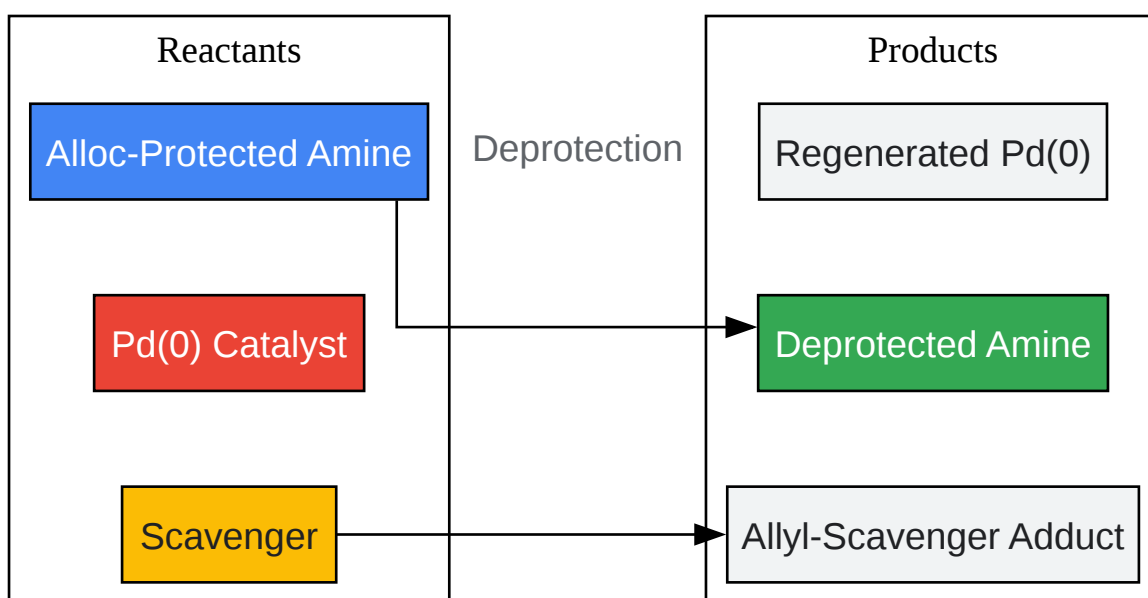 Reactants
Alloc-Protected Amine
Pd(0) Catalyst
Scavenger
Deprotection
Products
Regenerated Pd(0)
Deprotected Amine
Allyl-Scavenger Adduct